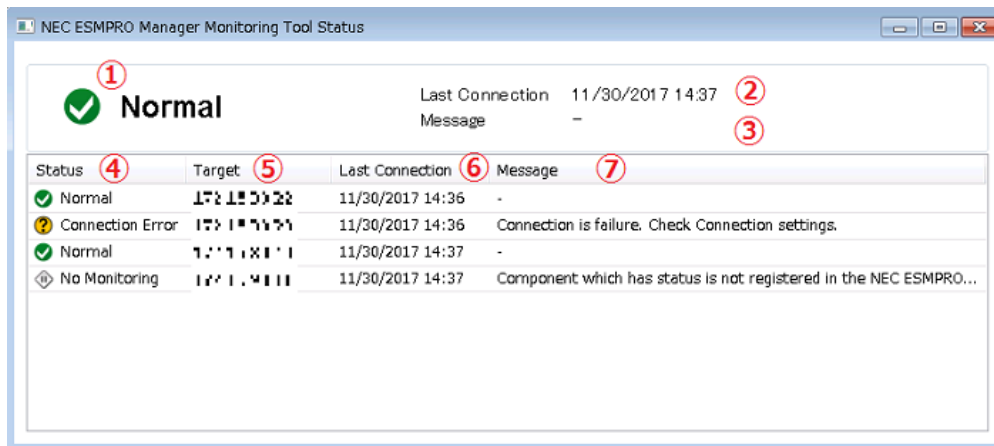 NEC ESMPRO Manager Monitoring Tool Status
①
Normal
Last Connection 11/30/2017 14:37 ②
Message – ③
Status ④ Target ⑤ Last Connection ⑥ Message ⑦
Normal 11/30/2017 14:36 -
Connection Error 11/30/2017 14:36 Connection is failure. Check Connection settings.
Normal 11/30/2017 14:37 -
No Monitoring 11/30/2017 14:37 Component which has status is not registered in the NEC ESMPRO...